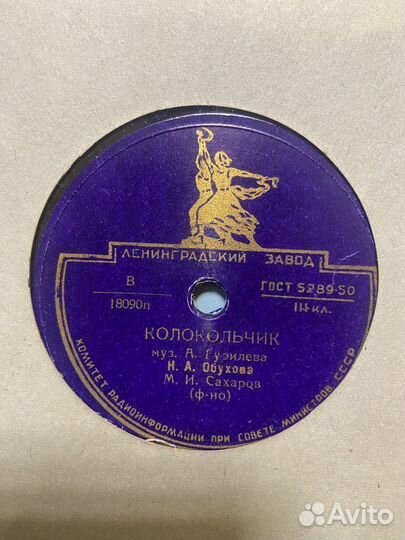 ЛЕНИНГРАДСКИЙ ЗАВОД
В
18090п
ГОСТ 5289-50
III кл.
КОЛОКОЛЬЧИК
муз. А. Гурилева
Н. А. Обухова
М. И. Сахаров
(ф-но)
КОМИТЕТ РАДИОИНФОРМАЦИИ ПРИ СОВЕТЕ МИНИСТРОВ СССР
Avito